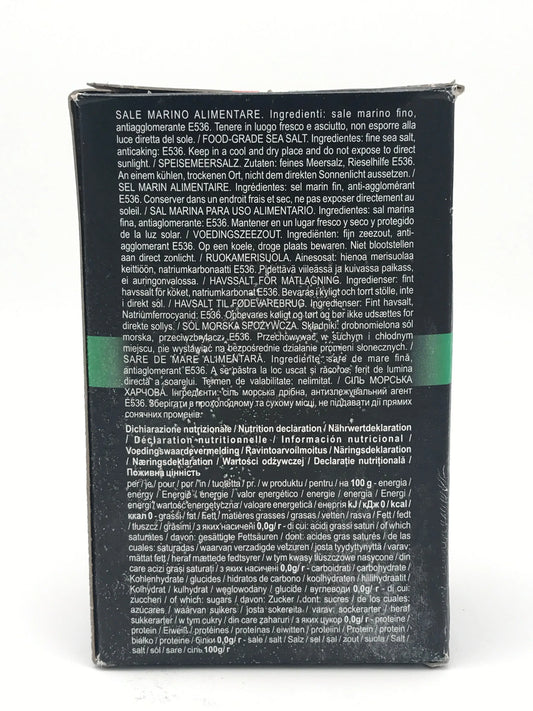 SALE MARINO ALIMENTARE. Ingredienti: sale marino fino,
antiagglomerante E536. Tenere in luogo fresco e asciutto, non esporre alla
luce diretta del sole. / FOOD-GRADE SEA SALT. Ingredients: fine sea salt,
anticaking: E536. Keep in a cool and dry place and do not expose to direct
sunlight. / SPEISEMEERSALZ. Zutaten: feines Meersalz, Rieselhilfe E536.
An einem kühlen, trockenen Ort, nicht dem direkten Sonnenlicht aussetzen. /
SEL MARIN ALIMENTAIRE. Ingrédientes: sel marin fin, anti-agglomérant
E536. Conserver dans un endroit frais et sec, ne pas exposer directement au
soleil. / SAL MARINA PARA USO ALIMENTARIO. Ingredientes: sal marina
fina, antiaglomerante: E536. Mantener en un lugar fresco y seco y protegido
de la luz solar. / VOEDINGSZEEZOUT. Ingrediënten: fijn zeezout, anti-
agglomerant E536. Op een koele, droge plaats bewaren. Niet blootstellen
aan direct zonlicht. / RUOKAMERISUOLA. Ainesosat: hienoa merisuolaa
keittiöön, natriumkarbonaatti E536. Pidettävä viileässä ja kuivassa paikassa,
ei auringonvalossa. / HAVSSALT FÖR MATLAGNING. Ingredienser: fint
havssalt för köket, natriumkarbonat E536. Bevaras i kyligt och torrt ställe, inte
i direkt sol. / HAVSALT TIL FØDEVAREBRUG. Ingredienser: Fint havsalt,
Natriumferrocyanid: E536. Opbevares køligt og tørt og bør ikke udsættes for
direkte sollys. / SÓL MORSKA SPOŻYWCZA. Składniki: drobnomielona sól
morska, przeciwzbrylacz E536. Przechowywać w suchym i chłodnym
miejscu, nie wystawiać na bezpośrednie działanie promieni słonecznych. /
SARE DE MARE ALIMENTARĂ. Ingrediente: sare de mare fină,
antiaglomerant E536. A se păstra la loc uscat și răcoros, ferit de lumina
directă a soarelui. Termen de valabilitate: nelimitat. / СІЛЬ МОРСЬКА
ХАРЧОВА. Інгредієнти: сіль морська дрібна, антизлежувальний агент
E536. Зберігати в прохолодному та сухому місці, не піддавати дії прямих
сонячних променів.
Dichiarazione nutrizionale / Nutrition declaration / Nährwertdeklaration
/ Déclaration nutritionnelle / Información nutricional /
Voedingswaardevermelding / Ravintoarvoilmoitus / Näringsdeklaration
/ Næringsdeklaration / Wartości odżywczej / Declarație nutrițională /
Поживна цінність
per / je / pour / por / in / tuotetta / pr. / w produktu / pentru / на 100 g - energia /
energy / Energie / énergie / valor energético / energie / energia / Energi /
Energi / wartość energetyczna / valoare energetică / енергія kJ / кДж 0 / kcal /
ккал 0 - grassi / fat / Fett / matières grasses / grasas / vetten / rasva / Fett / fedt
/ tłuszcz / grăsimi / з яких насичені 0,0g/ г - di cui: acidi grassi saturi / of which
saturates / davon: gesättigte Fettsäuren / dont: acides gras saturés / de las
cuales: saturadas / waarvan verzadigde vetzuren / josta tyydyttynyttä / varav:
mättat fett / heraf mættede fedtsyrer / w tym kwasy tłuszczowe nasycone / din
care acizi grași saturați / з яких насичені 0,0g/ г - carboidrati / carbohydrate /
Kohlenhydrate / glucides / hidratos de carbono / koolhydraten / hiilihydraatit /
Kolhydrat / kulhydrat / węglowodany / glucide / вуглеводи 0,0g/ г - di cui:
zuccheri / of which: sugars / davon: Zucker / dont: sucres / de los cuales:
azúcares / waarvan suikers / josta sokereita / varav: sockerarter / heraf
sukkerarter / w tym cukry / din care zaharuri / з яких цукор 0,0g/ г - proteine /
protein / Eiweiß / protéines / proteínas / eiwitten / proteiini / Protein / protein /
białko / proteine / білки 0,0g/ г - sale / salt / Salz / sel / sal / zout / suola / Salt /
salt / sól / sare / сіль 100g/ г